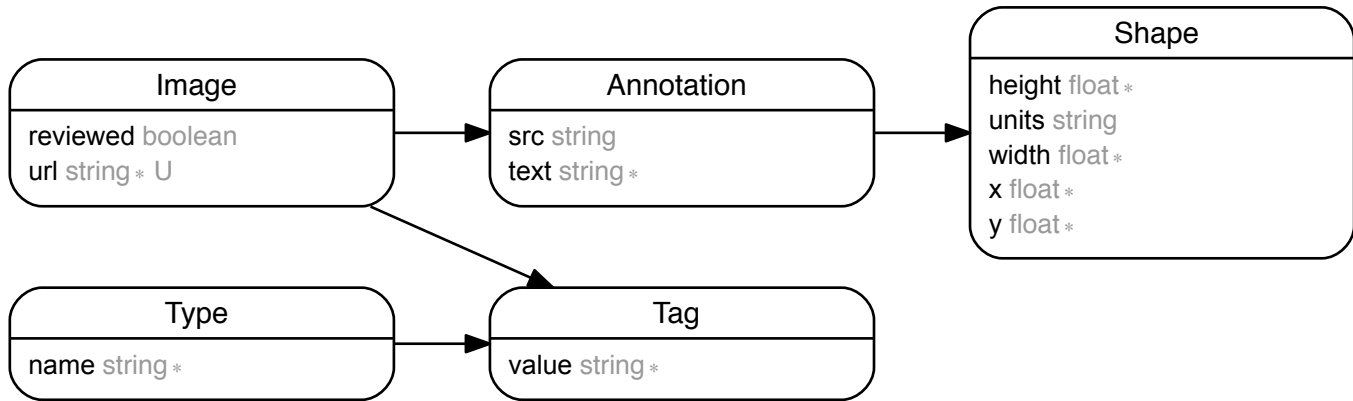 Image
reviewed boolean
url string* U
Annotation
src string
text string*
Shape
height float*
units string
width float*
x float*
y float*
Type
name string*
Tag
value string*